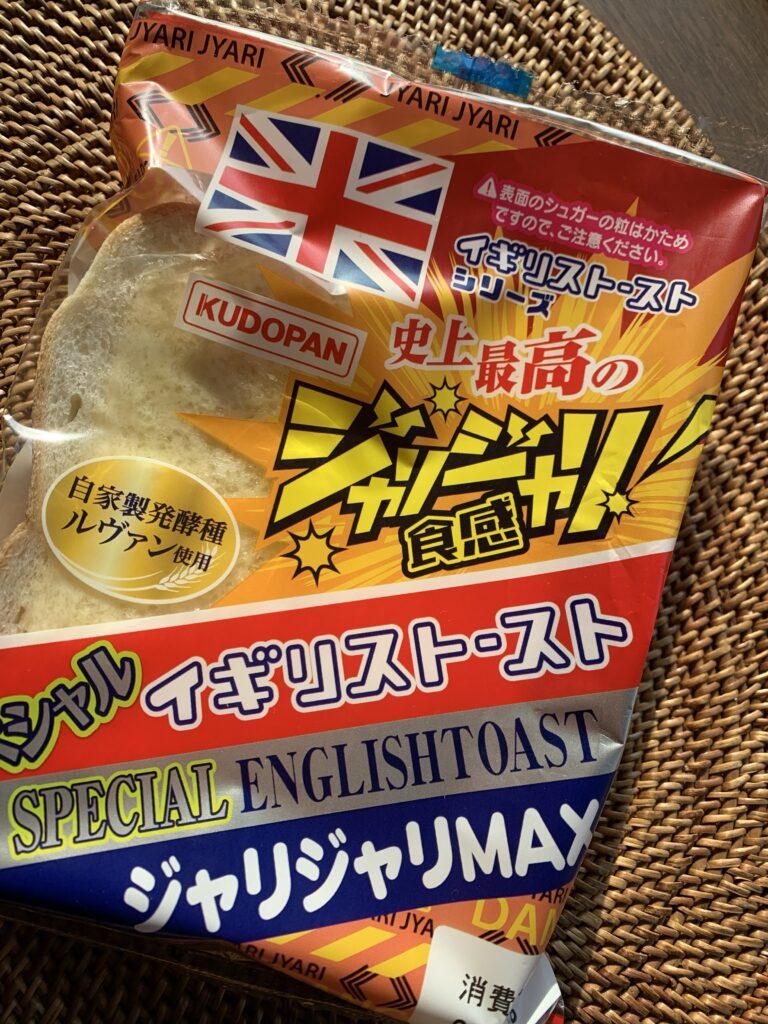 JYARI JYARI
JYARI JYARI
⚠表面のシュガーの粒はかため
ですので、ご注意ください。
イギリストースト
シリーズ
KUDOPAN
史上最高の
ジャリジャリ
食感
自家製発酵種
ルヴァン使用
シャル
イギリストースト
SPECIAL ENGLISHTOAST
ジャリジャリMAX
JYARI
JYARI JYA
DAN
JYARI
消費